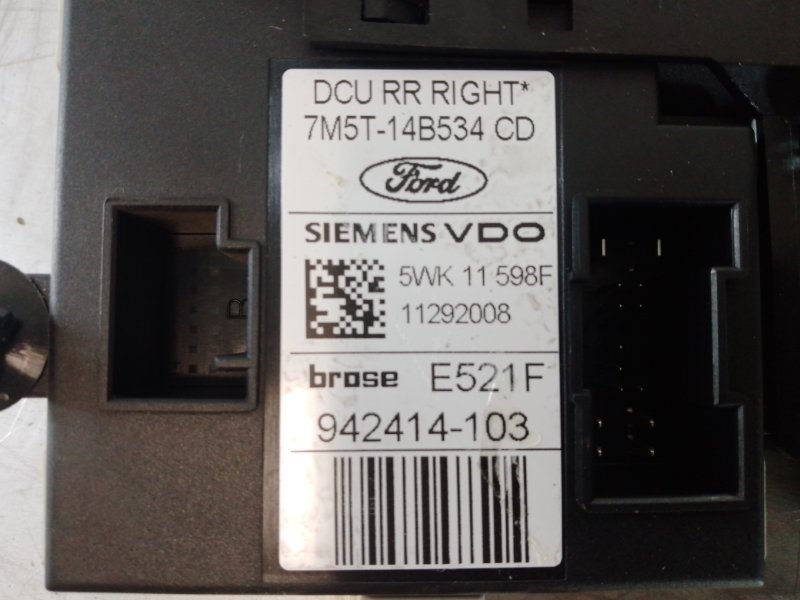 DCU RR RIGHT*
7M5T-14B534 CD
Ford
SIEMENS VDO
5WK 11 598F
11292008
brose E521F
942414-103